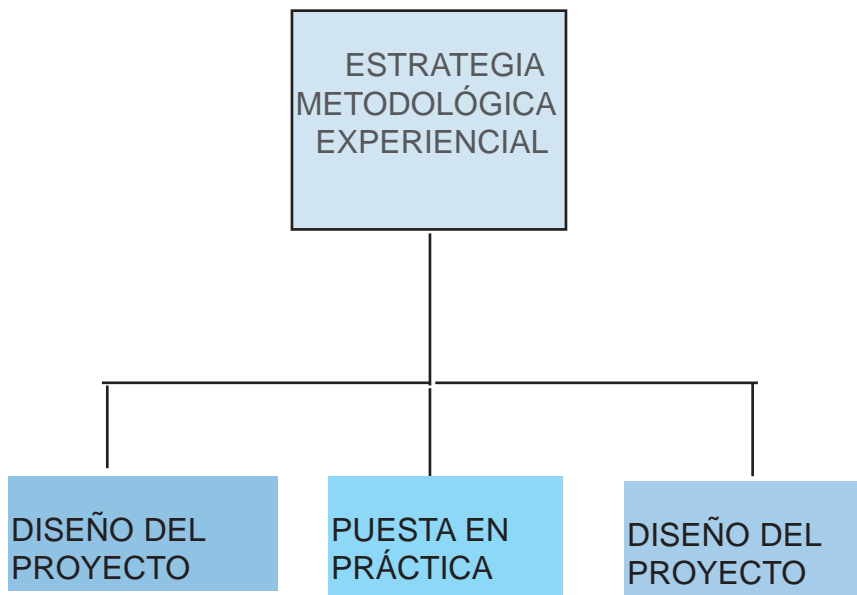 ESTRATEGIA
METODOLÓGICA
EXPERIENCIAL
DISEÑO DEL
PROYECTO
PUESTA EN
PRÁCTICA
DISEÑO DEL
PROYECTO